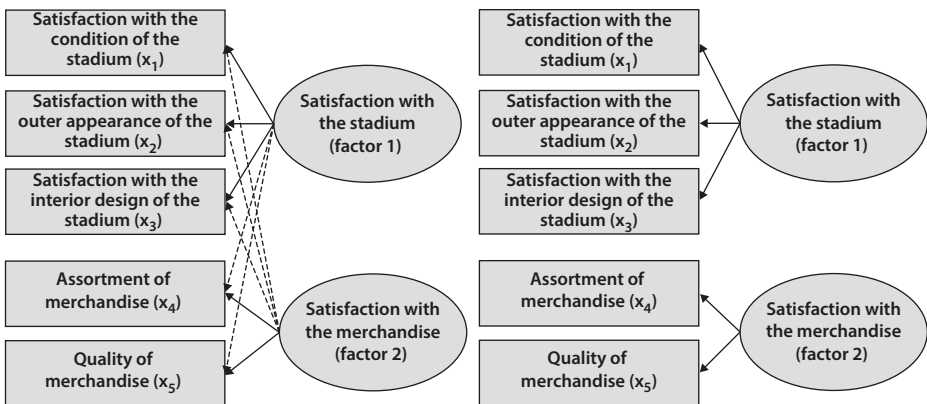 Satisfaction with the
condition of the
stadium (x₁)
Satisfaction with the
outer appearance of the
stadium (x₂)
Satisfaction with the
interior design of the
stadium (x₃)
Assortment of
merchandise (x₄)
Quality of
merchandise (x₅)
Satisfaction with
the stadium
(factor 1)
Satisfaction with
the merchandise
(factor 2)
Satisfaction with the
condition of the
stadium (x₁)
Satisfaction with the
outer appearance of the
stadium (x₂)
Satisfaction with the
interior design of the
stadium (x₃)
Assortment of
merchandise (x₄)
Quality of
merchandise (x₅)
Satisfaction with
the stadium
(factor 1)
Satisfaction with
the merchandise
(factor 2)